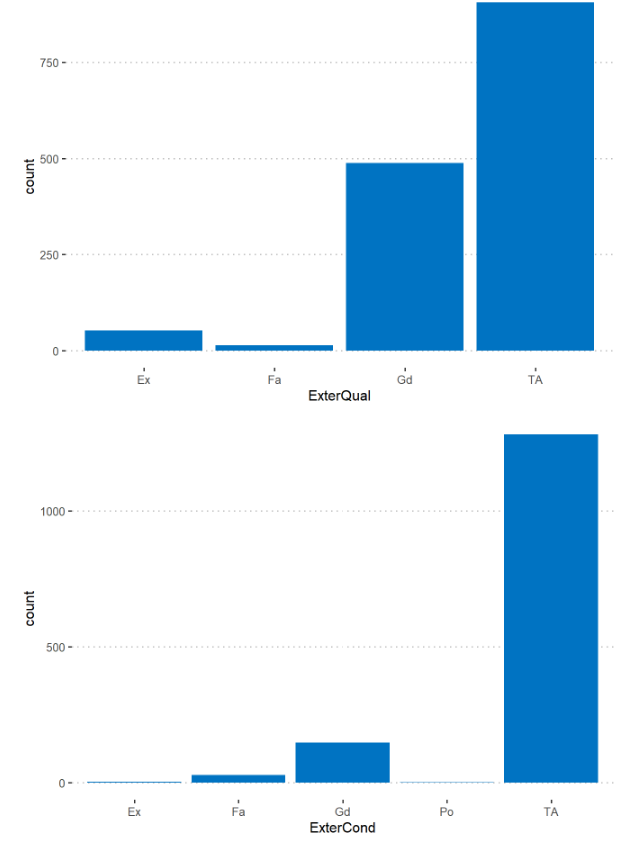 750
500
250
0
count
Ex Fa Gd TA
ExterQual
1000
500
0
count
Ex Fa Gd Po TA
ExterCond